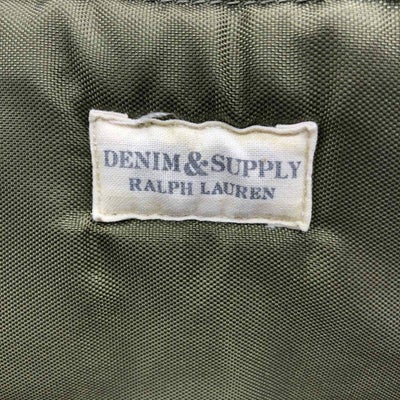 DENIM & SUPPLY
RALPH LAUREN